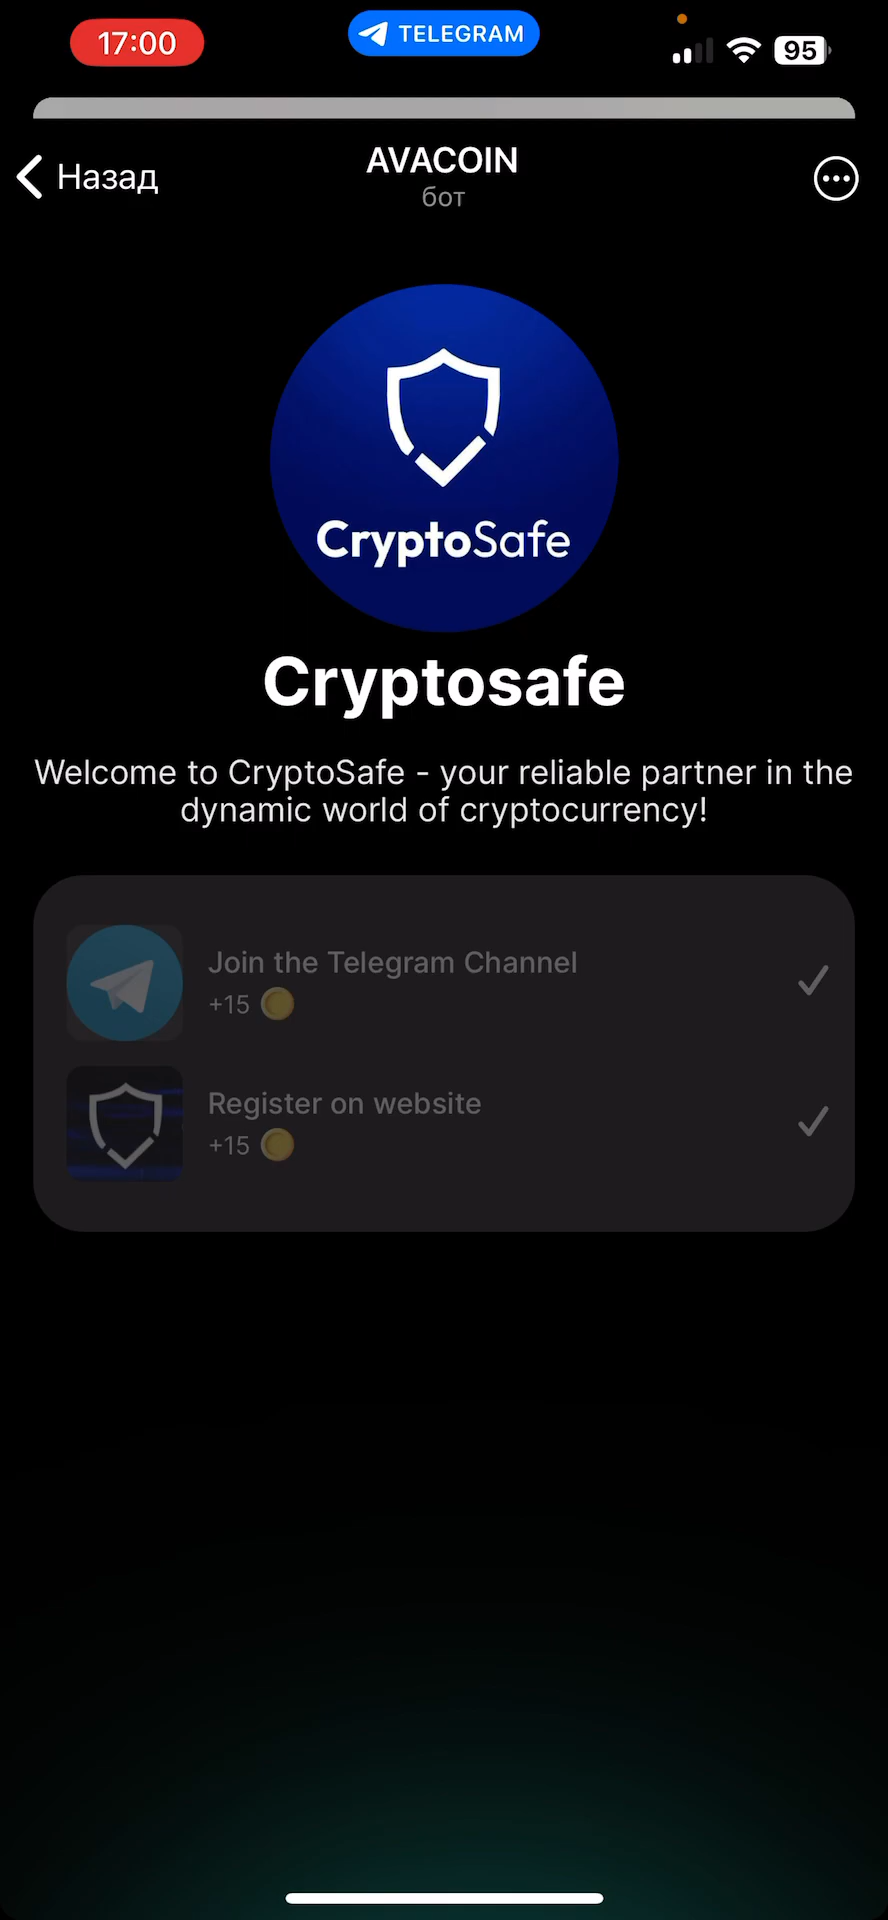 17:00
TELEGRAM
95
Назад
AVACOIN
бот
CryptoSafe
Cryptosafe
Welcome to CryptoSafe - your reliable partner in the
dynamic world of cryptocurrency!
Join the Telegram Channel
+15
Register on website
+15